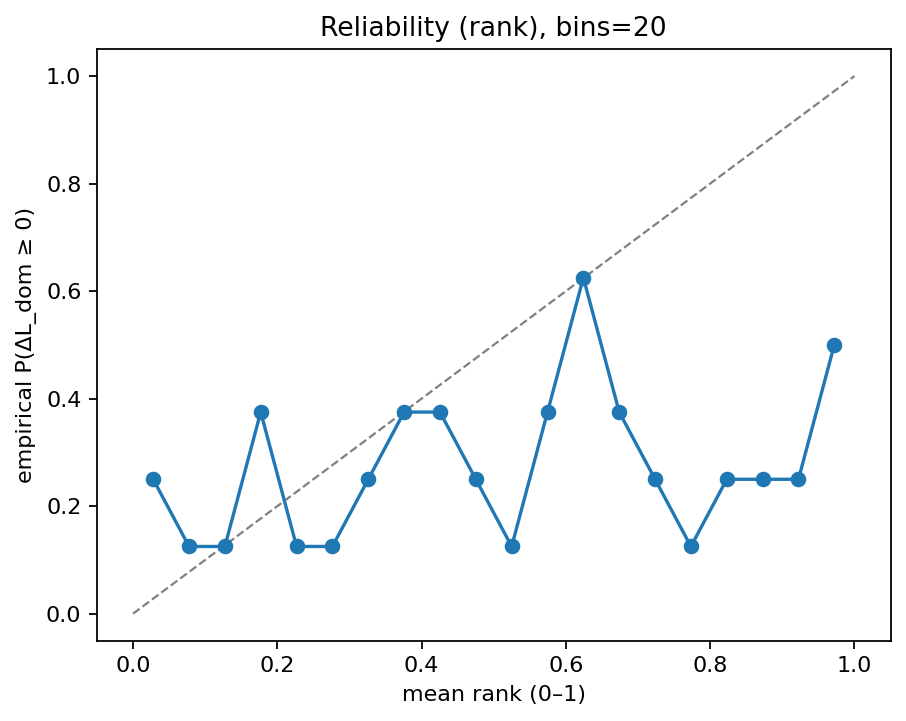 Reliability (rank), bins=20
empirical P(ΔL_dom ≥ 0)
1.0
0.8
0.6
0.4
0.2
0.0
0.0 0.2 0.4 0.6 0.8 1.0
mean rank (0–1)